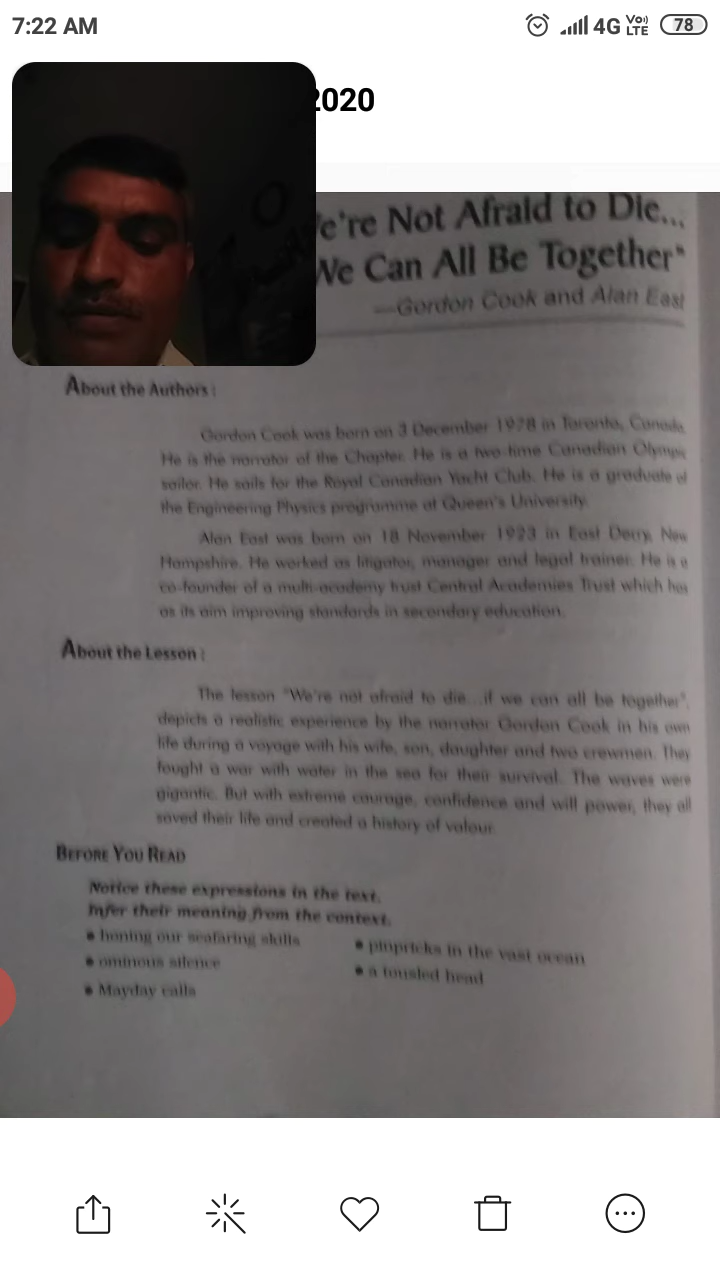 7:22 AM
4G Vo)) LTE 78
2020
e're Not Afraid to Die...
We Can All Be Together"
—Gordon Cook and Alan East
About the Authors :
Gordon Cook was born on 3 December 1978 in Toronto, Canada.
He is the narrator of the Chapter. He is a two-time Canadian Olympic
sailor. He sails for the Royal Canadian Yacht Club. He is a graduate of
the Engineering Physics programme at Queen's University.
Alan East was born on 18 November 1923 in East Derry, New
Hampshire. He worked as litigator, manager and legal trainer. He is a
co-founder of a multi-academy trust Central Academies Trust which has
as its aim improving standards in secondary education.
About the Lesson :
The lesson "We're not afraid to die...if we can all be together",
depicts a realistic experience by the narrator Gordon Cook in his own
life during a voyage with his wife, son, daughter and two crewmen. They
fought a war with water in the sea for their survival. The waves were
gigantic. But with extreme courage, confidence and will power, they all
saved their life and created a history of valour.
BEFORE YOU READ
Notice these expressions in the text.
Infer their meaning from the context.
• honing our seafaring skills
• pinpricks in the vast ocean
• ominous silence
• a tousled head
• Mayday calls